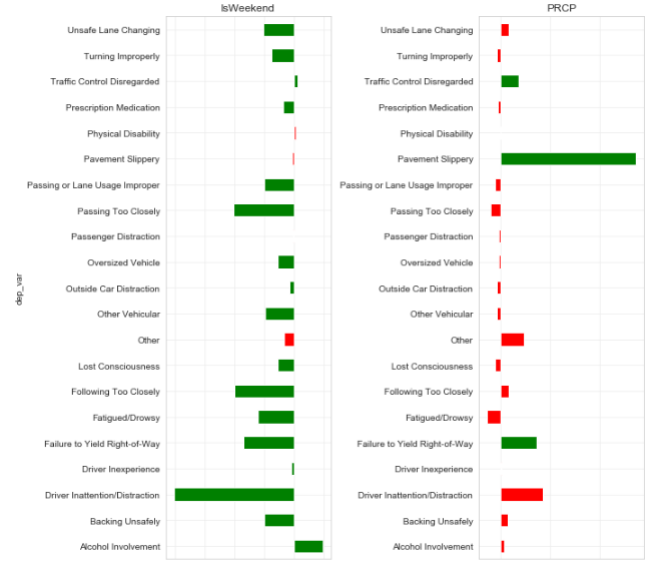 IsWeekend
Unsafe Lane Changing
Turning Improperly
Traffic Control Disregarded
Prescription Medication
Physical Disability
Pavement Slippery
Passing or Lane Usage Improper
Passing Too Closely
Passenger Distraction
Oversized Vehicle
Outside Car Distraction
Other Vehicular
Other
Lost Consciousness
Following Too Closely
Fatigued/Drowsy
Failure to Yield Right-of-Way
Driver Inexperience
Driver Inattention/Distraction
Backing Unsafely
Alcohol Involvement
dep_var
PRCP
Unsafe Lane Changing
Turning Improperly
Traffic Control Disregarded
Prescription Medication
Physical Disability
Pavement Slippery
Passing or Lane Usage Improper
Passing Too Closely
Passenger Distraction
Oversized Vehicle
Outside Car Distraction
Other Vehicular
Other
Lost Consciousness
Following Too Closely
Fatigued/Drowsy
Failure to Yield Right-of-Way
Driver Inexperience
Driver Inattention/Distraction
Backing Unsafely
Alcohol Involvement